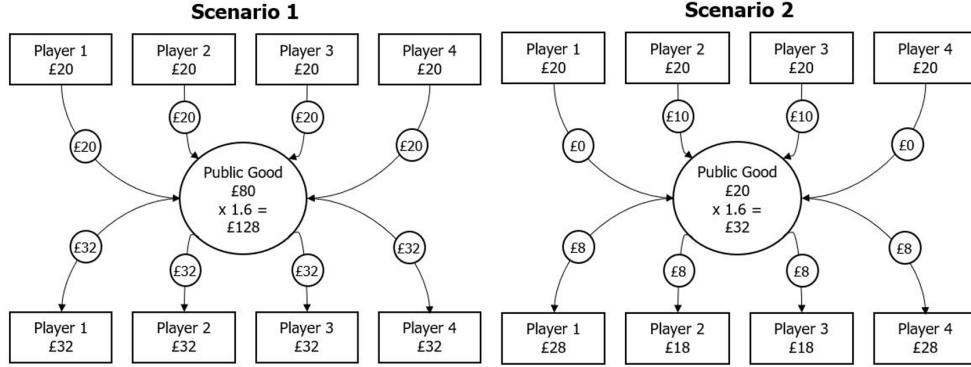 Scenario 1
Player 1
£20
Player 2
£20
Player 3
£20
Player 4
£20
£20
£20
£20
£20
Public Good
£80
x 1.6 =
£128
£32
£32
£32
£32
Player 1
£32
Player 2
£32
Player 3
£32
Player 4
£32
Scenario 2
Player 1
£20
Player 2
£20
Player 3
£20
Player 4
£20
£0
£10
£10
£0
Public Good
£20
x 1.6 =
£32
£8
£8
£8
£8
Player 1
£28
Player 2
£18
Player 3
£18
Player 4
£28